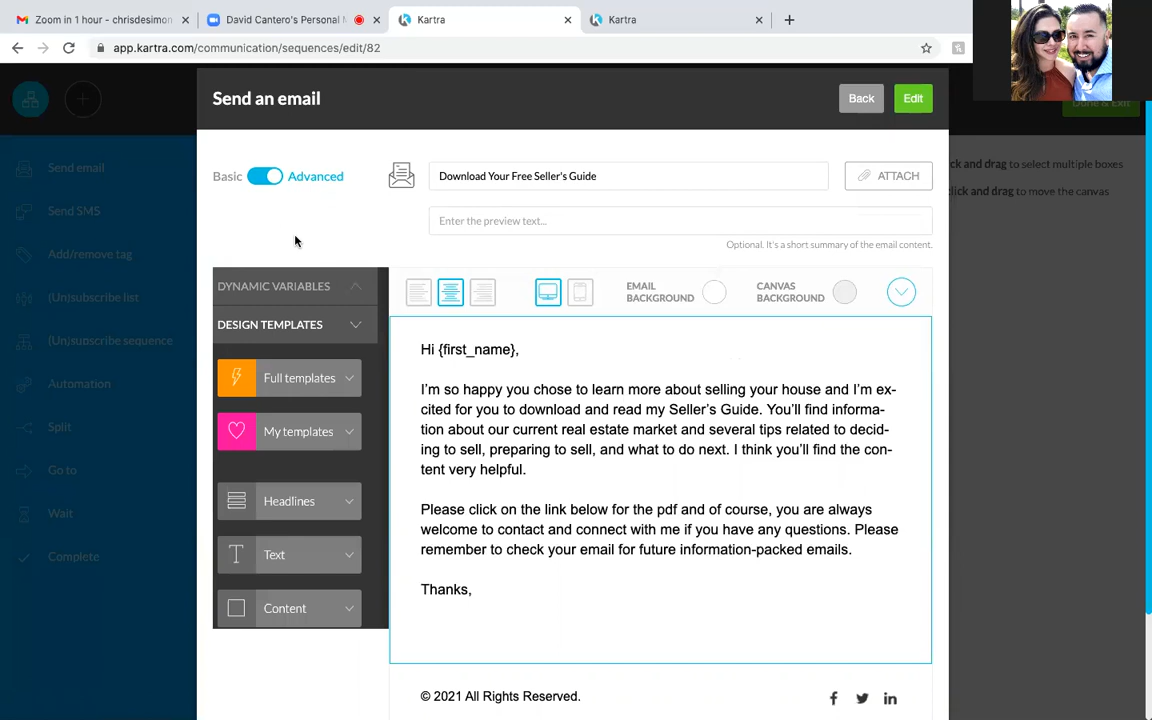 Zoom in 1 hour - chrisdesimon
David Cantero's Personal M
Kartra
Kartra
app.kartra.com/communication/sequences/edit/82
Send an email
Back
Edit
Done & Exit
Basic
Advanced
Download Your Free Seller's Guide
ATTACH
Enter the preview text...
Optional. It's a short summary of the email content.
Send email
Send SMS
Add/remove tag
(Un)subscribe list
(Un)subscribe sequence
Automation
Split
Go to
Wait
Complete
ck and drag to select multiple boxes
click and drag to move the canvas
DYNAMIC VARIABLES
DESIGN TEMPLATES
Full templates
My templates
Headlines
Text
Content
EMAIL
BACKGROUND
CANVAS
BACKGROUND
Hi {first_name},
I'm so happy you chose to learn more about selling your house and I'm ex-
cited for you to download and read my Seller's Guide. You'll find informa-
tion about our current real estate market and several tips related to decid-
ing to sell, preparing to sell, and what to do next. I think you'll find the con-
tent very helpful.
Please click on the link below for the pdf and of course, you are always
welcome to contact and connect with me if you have any questions. Please
remember to check your email for future information-packed emails.
Thanks,
© 2021 All Rights Reserved.